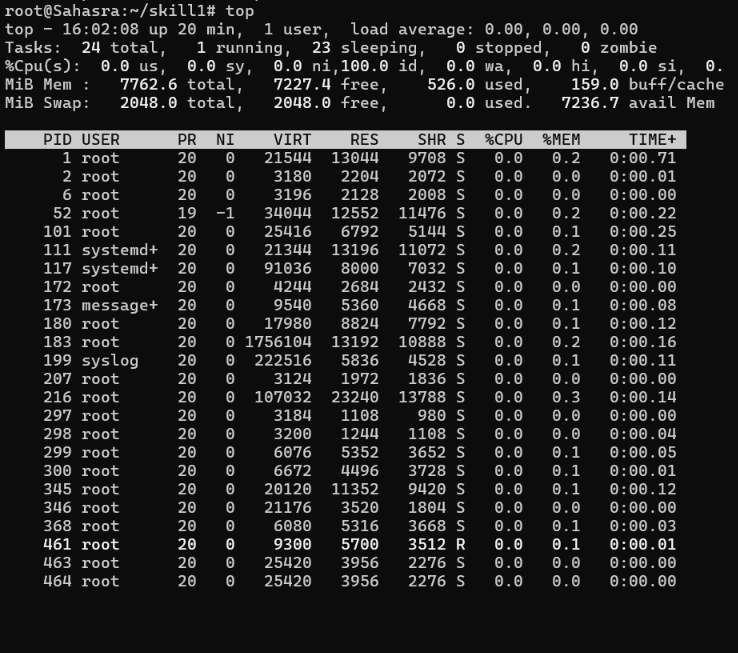 root@Sahasra:~/skill1# top
top - 16:02:08 up 20 min,  1 user,  load average: 0.00, 0.00, 0.00
Tasks:  24 total,   1 running,  23 sleeping,   0 stopped,   0 zombie
%Cpu(s):  0.0 us,  0.0 sy,  0.0 ni,100.0 id,  0.0 wa,  0.0 hi,  0.0 si,  0.
MiB Mem :   7762.6 total,   7227.4 free,    526.0 used,    159.0 buff/cache
MiB Swap:   2048.0 total,   2048.0 free,      0.0 used.   7236.7 avail Mem
PID USER      PR  NI    VIRT    RES    SHR S  %CPU  %MEM     TIME+
1 root      20   0   21544  13044   9708 S   0.0   0.2   0:00.71
2 root      20   0    3180   2204   2072 S   0.0   0.0   0:00.01
6 root      20   0    3196   2128   2008 S   0.0   0.0   0:00.00
52 root      19  -1   34044  12552  11476 S   0.0   0.2   0:00.22
101 root      20   0   25416   6792   5144 S   0.0   0.1   0:00.25
111 systemd+  20   0   21344  13196  11072 S   0.0   0.2   0:00.11
117 systemd+  20   0   91036   8000   7032 S   0.0   0.1   0:00.10
172 root      20   0    4244   2684   2432 S   0.0   0.0   0:00.00
173 message+  20   0    9540   5360   4668 S   0.0   0.1   0:00.08
180 root      20   0   17980   8824   7792 S   0.0   0.1   0:00.12
183 root      20   0 1756104  13192  10888 S   0.0   0.2   0:00.16
199 syslog    20   0  222516   5836   4528 S   0.0   0.1   0:00.11
207 root      20   0    3124   1972   1836 S   0.0   0.0   0:00.00
216 root      20   0  107032  23240  13788 S   0.0   0.3   0:00.14
297 root      20   0    3184   1108    980 S   0.0   0.0   0:00.00
298 root      20   0    3200   1244   1108 S   0.0   0.0   0:00.04
299 root      20   0    6076   5352   3652 S   0.0   0.1   0:00.05
300 root      20   0    6672   4496   3728 S   0.0   0.1   0:00.01
345 root      20   0   20120  11352   9420 S   0.0   0.1   0:00.12
346 root      20   0   21176   3520   1804 S   0.0   0.0   0:00.00
368 root      20   0    6080   5316   3668 S   0.0   0.1   0:00.03
461 root      20   0    9300   5700   3512 R   0.0   0.1   0:00.01
463 root      20   0   25420   3956   2276 S   0.0   0.0   0:00.00
464 root      20   0   25420   3956   2276 S   0.0   0.0   0:00.00